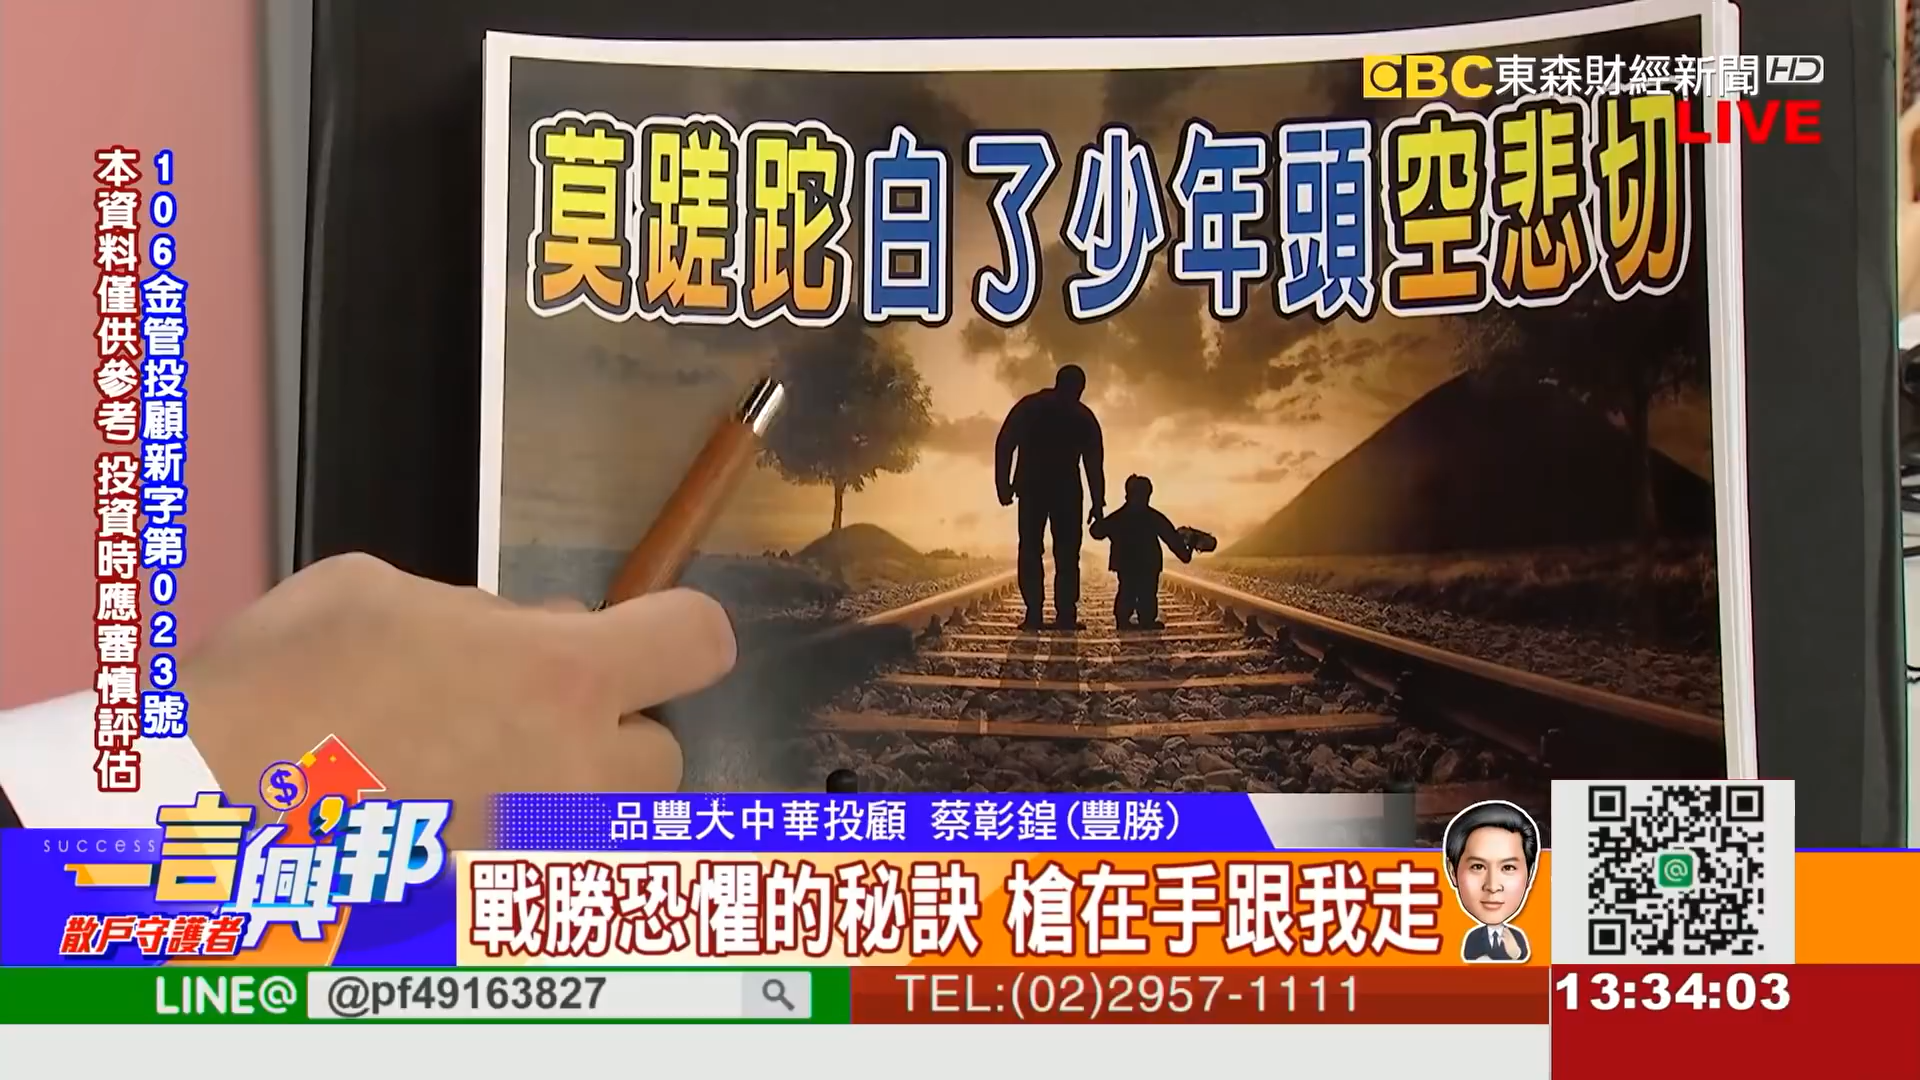 EBC東森財經新聞HD
LIVE
莫蹉跎白了少年頭空悲切
106金管投顧新字第023號
本資料僅供參考 投資時應審慎評估
success
一言興邦
散戶守護者
品豐大中華投顧 蔡彰鍠(豐勝)
戰勝恐懼的秘訣 槍在手跟我走
LINE@ @pf49163827
TEL:(02)2957-1111
13:34:03